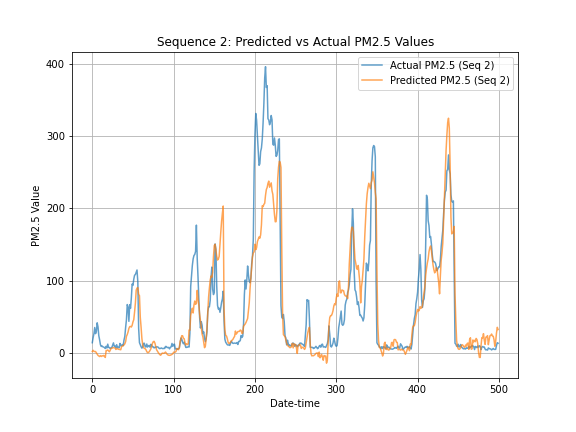 Sequence 2: Predicted vs Actual PM2.5 Values
Actual PM2.5 (Seq 2)
Predicted PM2.5 (Seq 2)
400
300
200
100
0
PM2.5 Value
0 100 200 300 400 500
Date-time